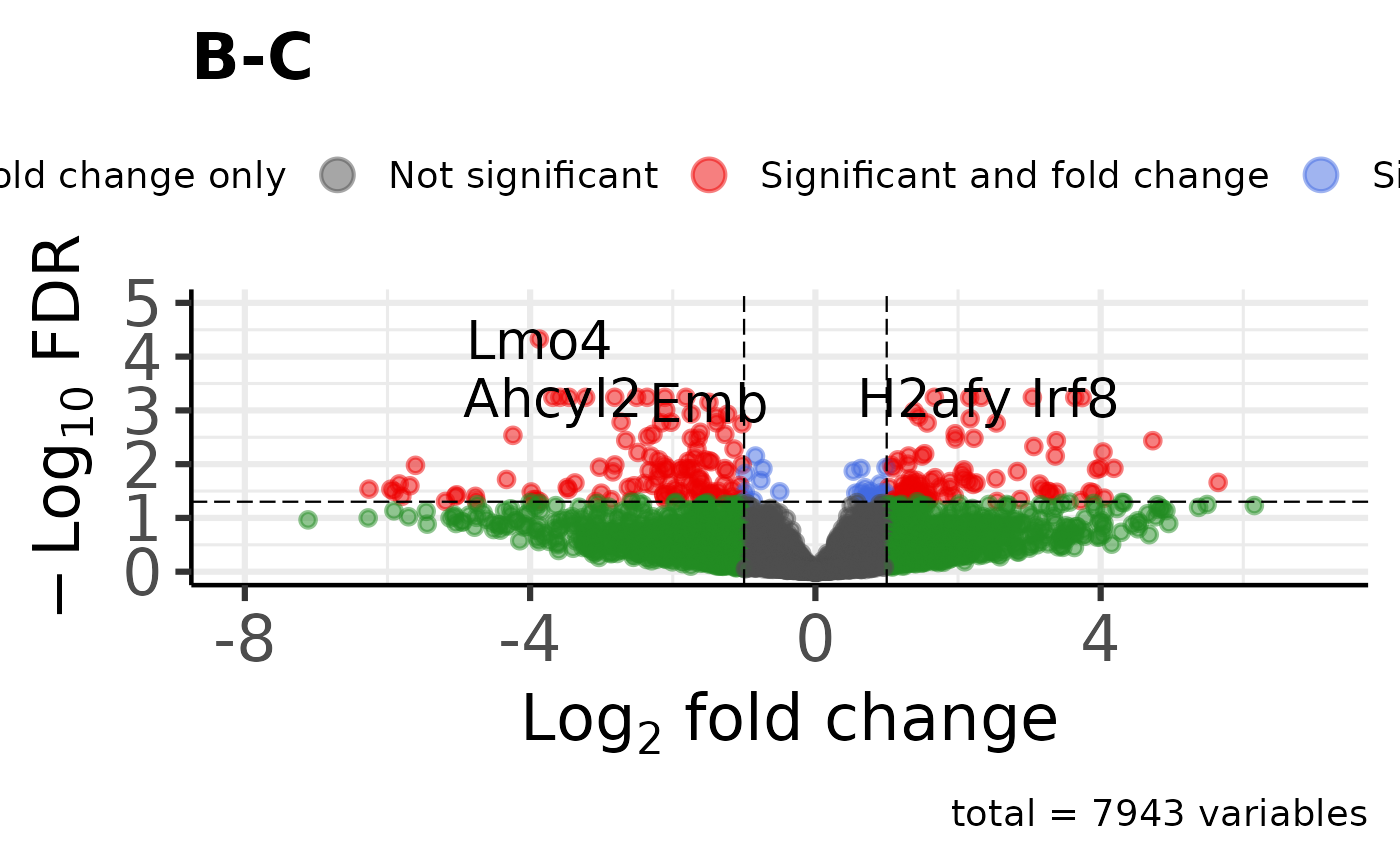 B-C
old change only Not significant Significant and fold change Si
− Log10 FDR
5
4
3
2
1
0
Lmo4
Ahcyl2 Emb H2afy Irf8
-8 -4 0 4
Log2 fold change
total = 7943 variables